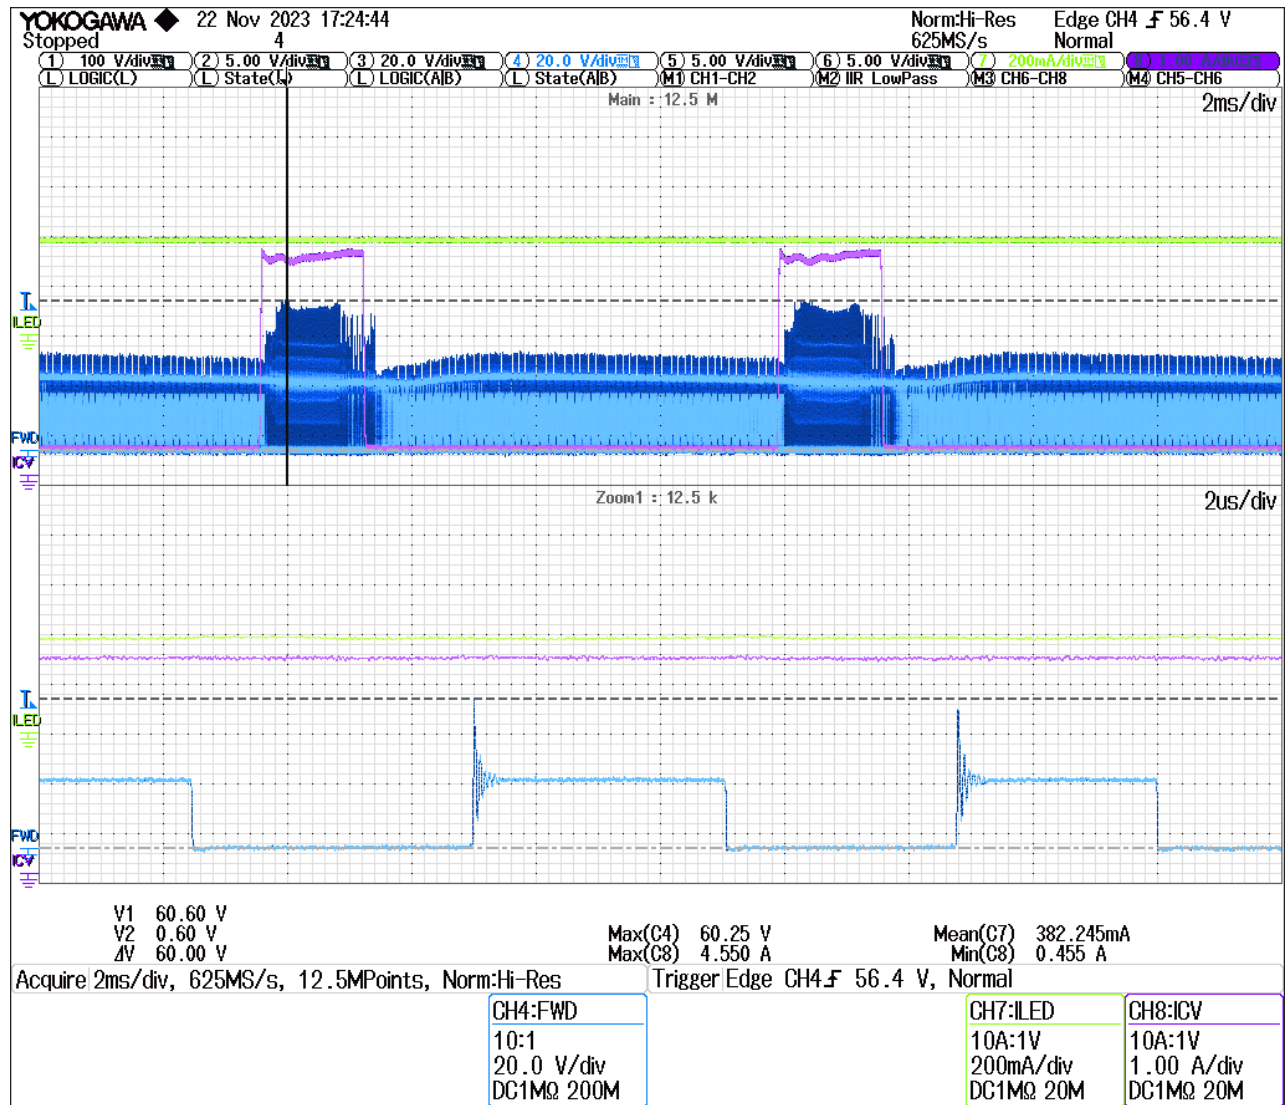 YOKOGAWA ◆ 22 Nov 2023 17:24:44 Norm:Hi-Res Edge CH4 ⨍ 56.4 V
Stopped 4 625MS/s Normal
1 100 V/div 2 5.00 V/div 3 20.0 V/div 4 20.0 V/div 5 5.00 V/div 6 5.00 V/div 7 200mA/div 8 1.00 A/div
L LOGIC(L) L State(L) L LOGIC(A|B) L State(A|B) M1 CH1-CH2 M2 IIR LowPass M3 CH6-CH8 M4 CH5-CH6
Main : 12.5 M 2ms/div
ILED
FWD
ICV
Zoom1 : 12.5 k 2us/div
ILED
FWD
ICV
V1 60.60 V
V2 0.60 V Max(C4) 60.25 V Mean(C7) 382.245mA
ΔV 60.00 V Max(C8) 4.550 A Min(C8) 0.455 A
Acquire 2ms/div, 625MS/s, 12.5MPoints, Norm:Hi-Res Trigger Edge CH4⨍ 56.4 V, Normal
CH4:FWD CH7:ILED CH8:ICV
10:1 10A:1V 10A:1V
20.0 V/div 200mA/div 1.00 A/div
DC1MΩ 200M DC1MΩ 20M DC1MΩ 20M